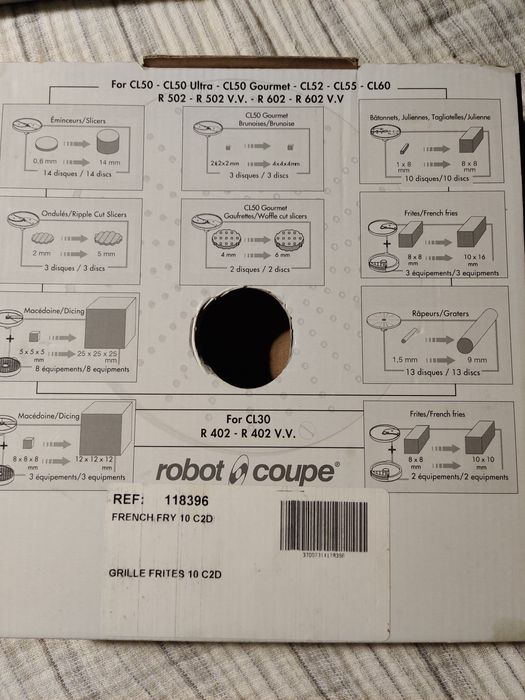 For CL50 - CL50 Ultra - CL50 Gourmet - CL52 - CL55 - CL60
R 502 - R 502 V.V. - R 602 - R 602 V.V
Éminceurs/Slicers
0,6 mm
14 mm
14 disques / 14 discs
CL50 Gourmet
Brunoises/Brunoise
2x2x2 mm
4x4x4mm
3 disques / 3 discs
Bâtonnets, Juliennes, Tagliatelles/Julienne
1 x 8
mm
8 x 8
mm
10 disques/10 discs
Ondulés/Ripple Cut Slicers
2 mm
5 mm
3 disques / 3 discs
CL50 Gourmet
Gaufrettes/Waffle cut slicers
4 mm
6 mm
2 disques / 2 discs
Frites/French fries
+
8 x 8
mm
10 x 16
mm
3 équipements/3 equipments
Macédoine/Dicing
+
5 x 5 x 5
mm
25 x 25 x 25
mm
8 équipements/8 equipments
Râpeurs/Graters
1,5 mm
9 mm
13 disques / 13 discs
For CL30
R 402 - R 402 V.V.
Macédoine/Dicing
+
8 x 8 x 8
mm
12 x 12 x 12
mm
3 équipements/3 equipments
Frites/French fries
+
8 x 8
mm
10 x 10
mm
2 équipements/2 equipments
robot coupe®
REF: 118396
FRENCH FRY 10 C2D
GRILLE FRITES 10 C2D